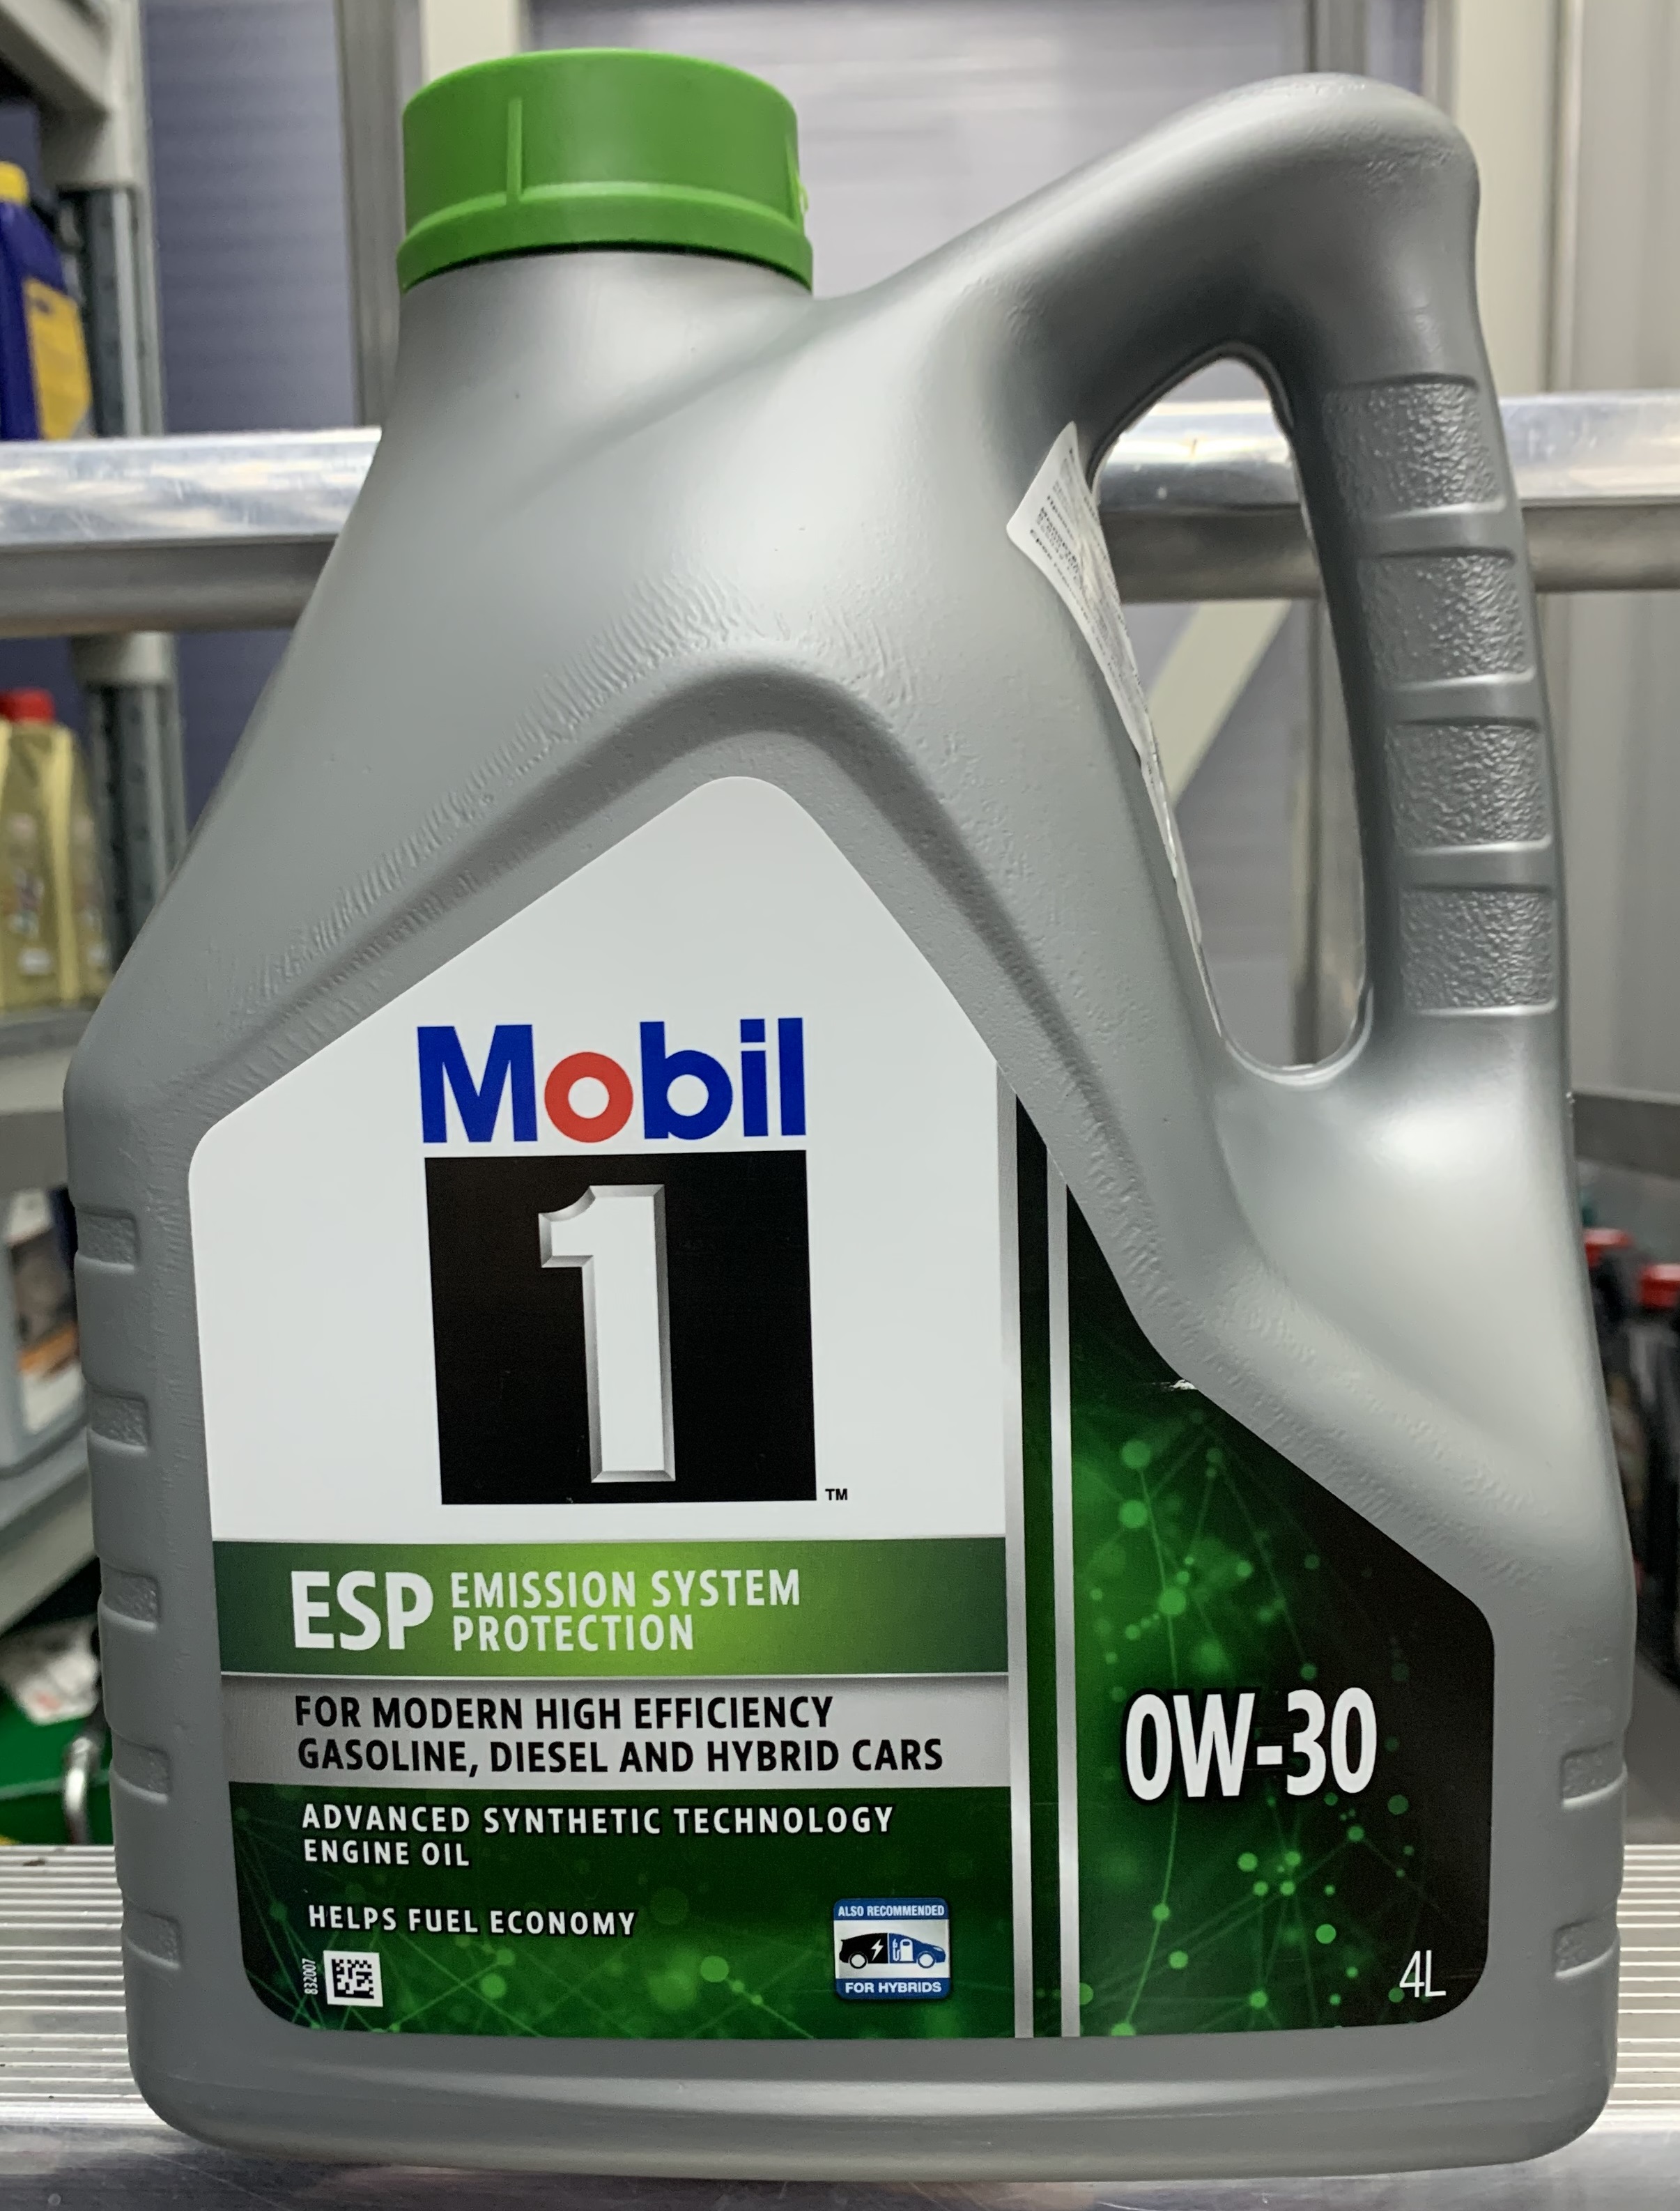 Mobil
1
™
ESP EMISSION SYSTEM
PROTECTION
FOR MODERN HIGH EFFICIENCY
GASOLINE, DIESEL AND HYBRID CARS
ADVANCED SYNTHETIC TECHNOLOGY
ENGINE OIL
HELPS FUEL ECONOMY
832007
ALSO RECOMMENDED
FOR HYBRIDS
0W-30
4L